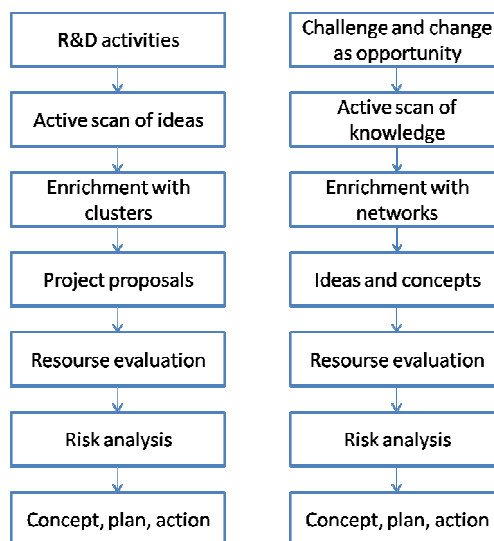 R&D activities
Active scan of ideas
Enrichment with
clusters
Project proposals
Resourse evaluation
Risk analysis
Concept, plan, action
Challenge and change
as opportunity
Active scan of
knowledge
Enrichment with
networks
Ideas and concepts
Resourse evaluation
Risk analysis
Concept, plan, action